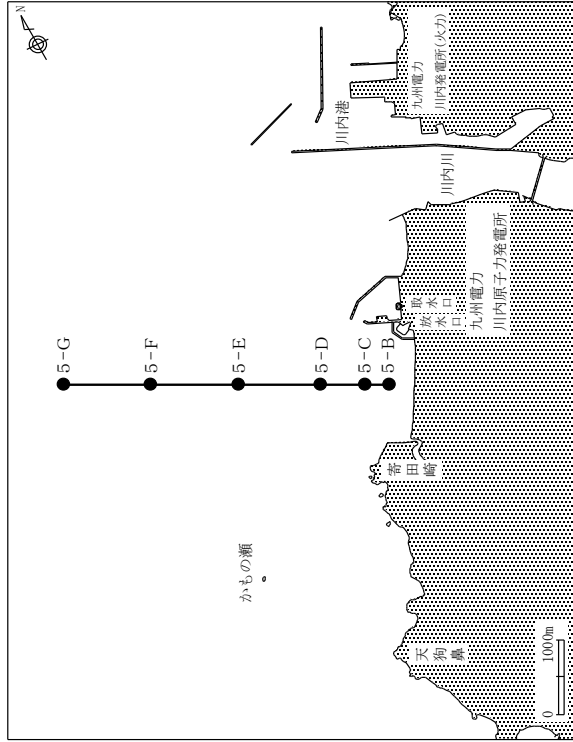 N
九州電力
川内発電所(火力)
川内港
川内川
九州電力
川内原子力発電所
取水口
放水口
5-G
5-F
5-E
5-D
5-C
5-B
寄田崎
かもの瀬
天狗鼻
0 1000m